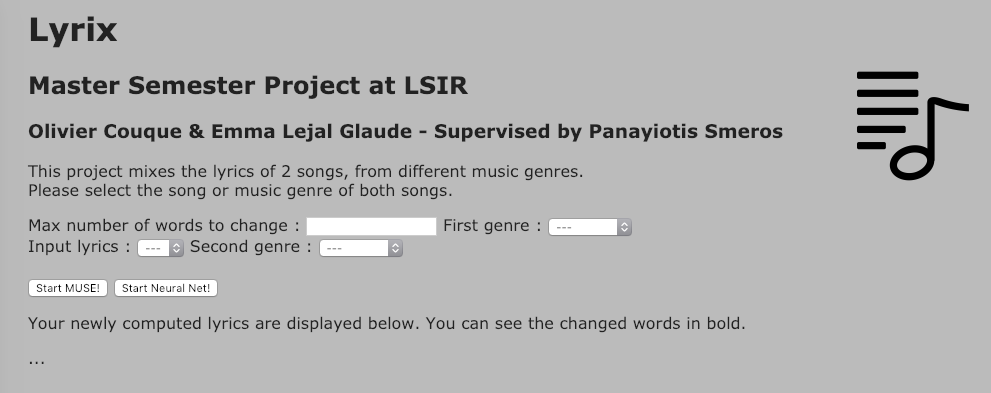 Lyrix
Master Semester Project at LSIR
Olivier Couque & Emma Lejal Glaude - Supervised by Panayiotis Smeros
This project mixes the lyrics of 2 songs, from different music genres.
Please select the song or music genre of both songs.
Max number of words to change : First genre : ---
Input lyrics : --- Second genre : ---
Start MUSE! Start Neural Net!
Your newly computed lyrics are displayed below. You can see the changed words in bold.
...